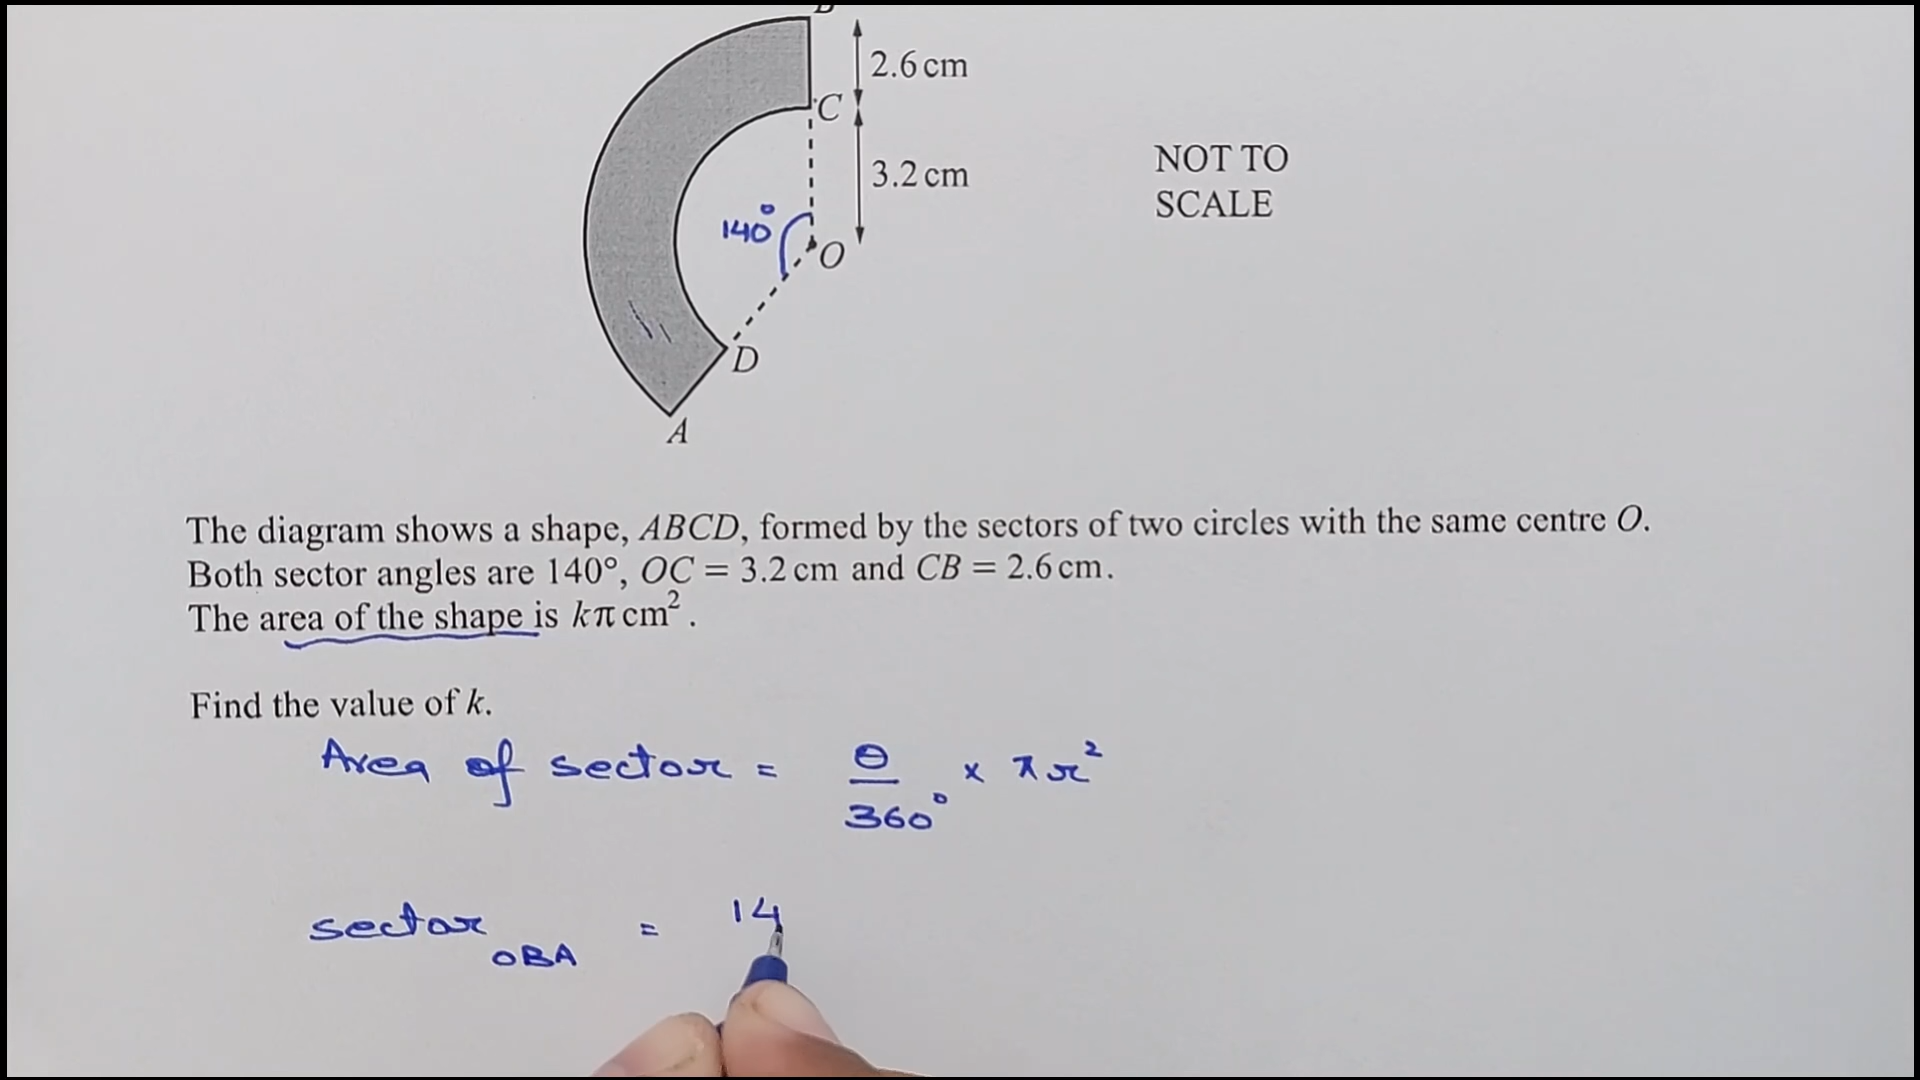 B
2.6 cm
C
3.2 cm
NOT TO
SCALE
140°
O
D
A
The diagram shows a shape, ABCD, formed by the sectors of two circles with the same centre O.
Both sector angles are 140°, OC = 3.2 cm and CB = 2.6 cm.
The area of the shape is kπ cm².
Find the value of k.
Area of sector = θ/360° × πr²
sector OBA = 14